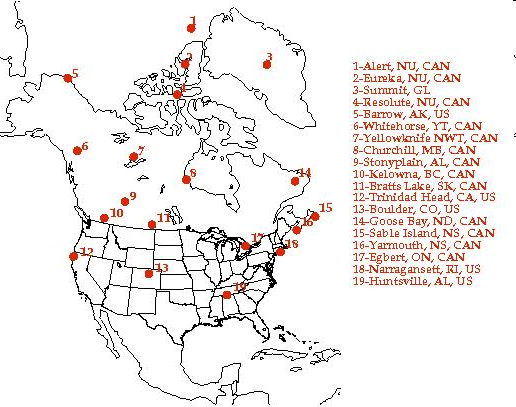 1
2
3
4
5
6
7
8
14
9
15
10
11
16
17
18
12
13
19
1-Alert, NU, CAN
2-Eureka, NU, CAN
3-Summit, GL
4-Resolute, NU, CAN
5-Barrow, AK, US
6-Whitehorse, YT, CAN
7-Yellowknife NWT, CAN
8-Churchill, MB, CAN
9-Stonyplain, AL, CAN
10-Kelowna, BC, CAN
11-Bratts Lake, SK, CAN
12-Trinidad Head, CA, US
13-Boulder, CO, US
14-Goose Bay, ND, CAN
15-Sable Island, NS, CAN
16-Yarmouth, NS, CAN
17-Egbert, ON, CAN
18-Narragansett, RI, US
19-Huntsville, AL, US